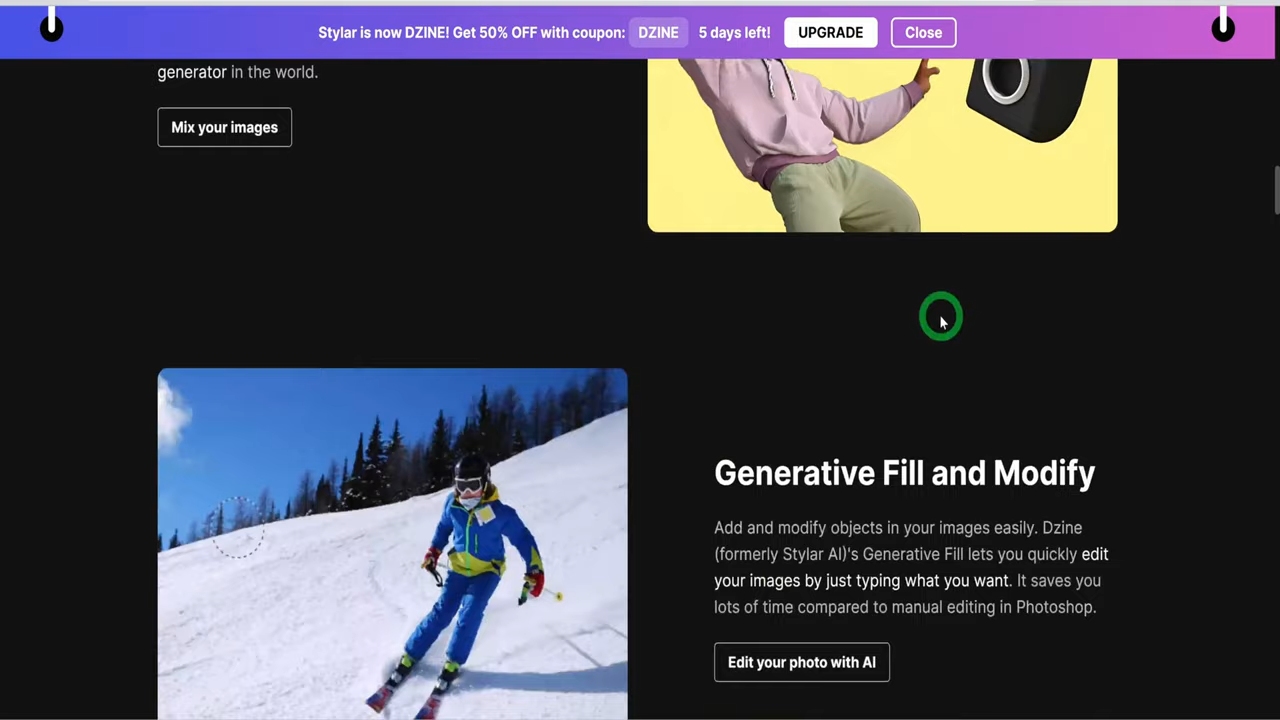 Stylar is now DZINE! Get 50% OFF with coupon: DZINE 5 days left! UPGRADE Close
generator in the world.
Mix your images
Generative Fill and Modify
Add and modify objects in your images easily. Dzine
(formerly Stylar AI)'s Generative Fill lets you quickly edit
your images by just typing what you want. It saves you
lots of time compared to manual editing in Photoshop.
Edit your photo with AI